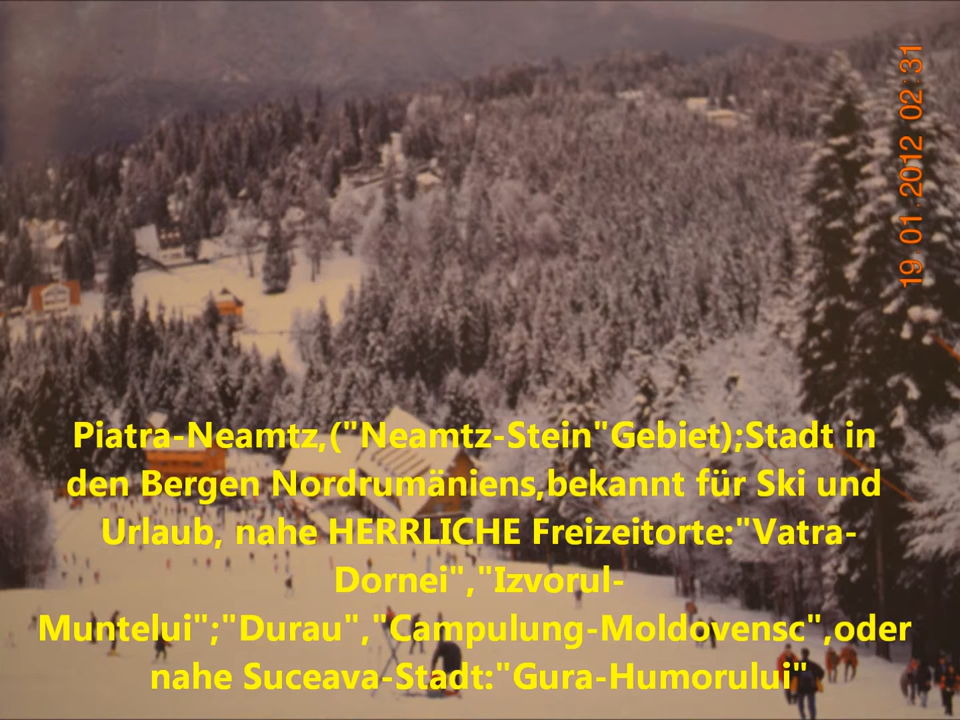 19 01 2012 02:31
Piatra-Neamtz,("Neamtz-Stein"Gebiet);Stadt in
den Bergen Nordrumäniens,bekannt für Ski und
Urlaub, nahe HERRLICHE Freizeitorte:"Vatra-
Dornei","Izvorul-
Muntelui";"Durau","Campulung-Moldovensc",oder
nahe Suceava-Stadt:"Gura-Humorului"